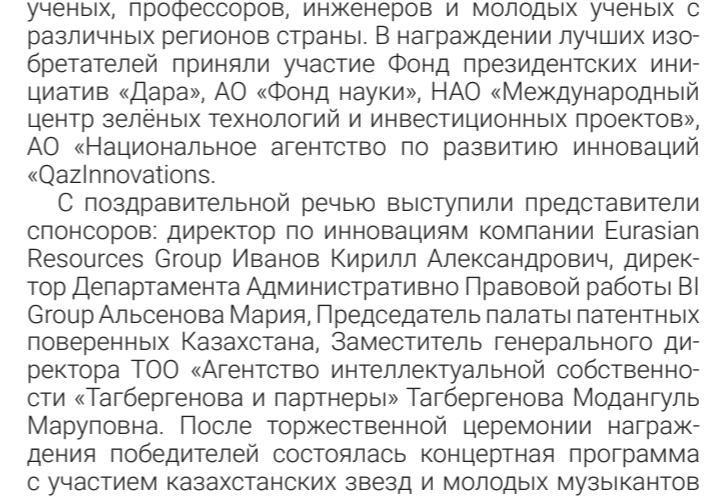 учёных, профессоров, инженеров и молодых учёных с
различных регионов страны. В награждении лучших изо-
бретателей приняли участие Фонд президентских ини-
циатив «Дара», АО «Фонд науки», НАО «Международный
центр зелёных технологий и инвестиционных проектов»,
АО «Национальное агентство по развитию инноваций
«QazInnovations.
С поздравительной речью выступили представители
спонсоров: директор по инновациям компании Eurasian
Resources Group Иванов Кирилл Александрович, дирек-
тор Департамента Административно Правовой работы BI
Group Альсенова Мария, Председатель палаты патентных
поверенных Казахстана, Заместитель генерального ди-
ректора ТОО «Агентство интеллектуальной собственно-
сти «Тагбергенова и партнеры» Тагбергенова Модангуль
Маруповна. После торжественной церемонии награж-
дения победителей состоялась концертная программа
с участием казахстанских звезд и молодых музыкантов